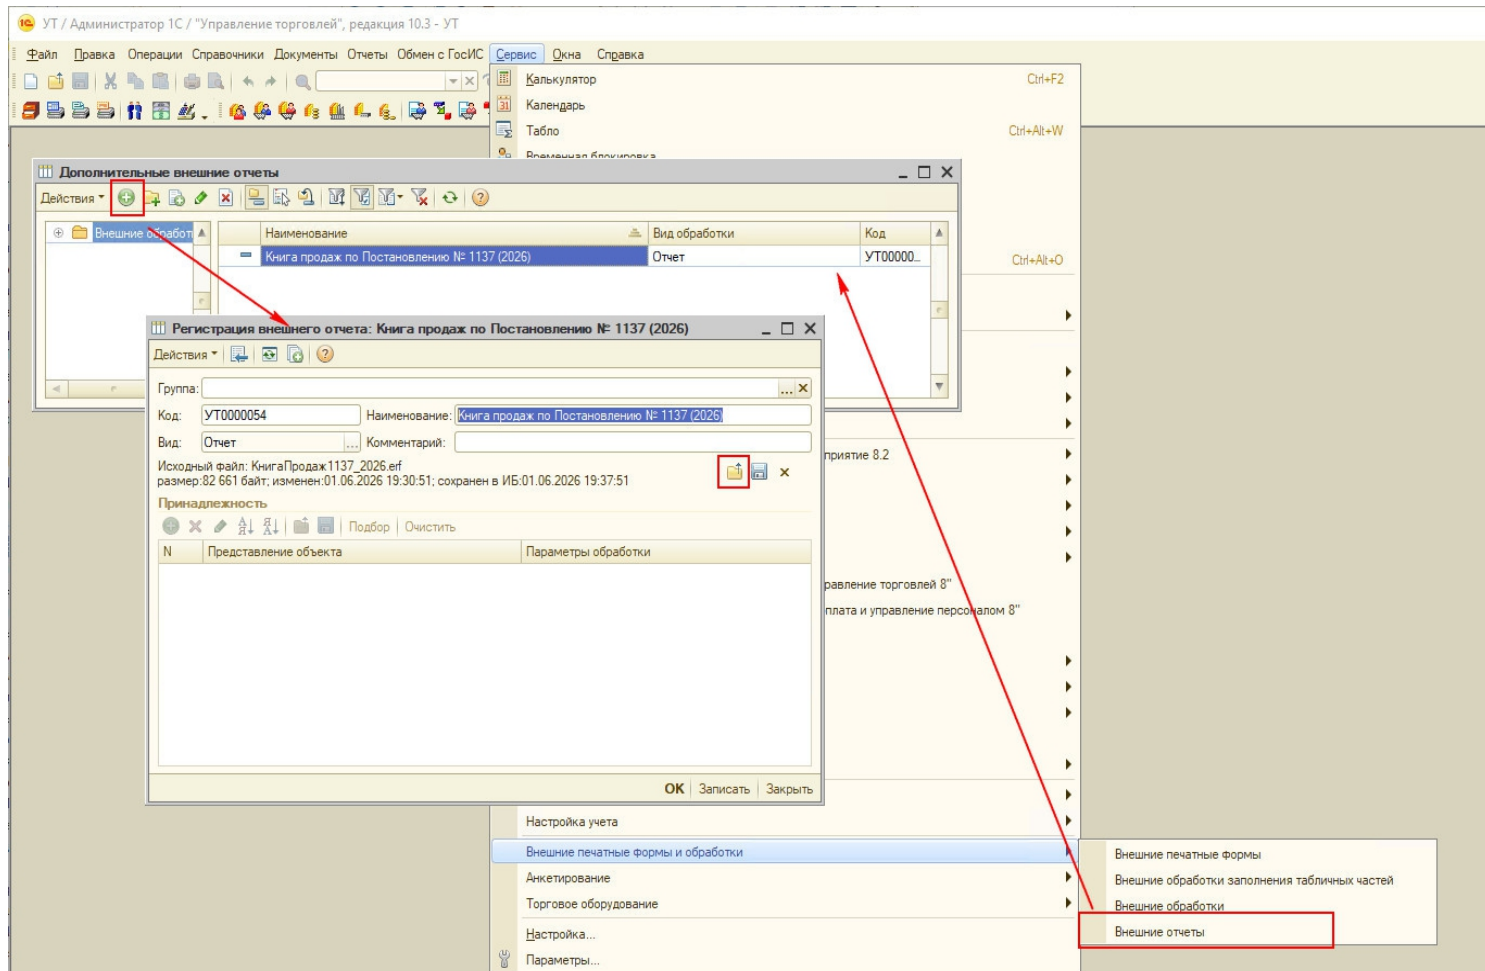 УТ / Администратор 1С / "Управление торговлей", редакция 10.3 - УТ
Файл Правка Операции Справочники Документы Отчеты Обмен с ГосИС Сервис Окна Справка
Калькулятор Ctrl+F2
Календарь
Табло Ctrl+Alt+W
Временная блокировка
Ctrl+Alt+O
Дополнительные внешние отчеты
Действия
Внешние обработ
Наименование Вид обработки Код
Книга продаж по Постановлению № 1137 (2026) Отчет УТ00000...
Регистрация внешнего отчета: Книга продаж по Постановлению № 1137 (2026)
Действия
Группа:
Код: УТ0000054 Наименование: Книга продаж по Постановлению № 1137 (2026)
Вид: Отчет Комментарий:
Исходный файл: КнигаПродаж1137_2026.erf
размер:82 661 байт; изменен:01.06.2026 19:30:51; сохранен в ИБ:01.06.2026 19:37:51
Принадлежность
Подбор Очистить
N Представление объекта Параметры обработки
OK Записать Закрыть
приятие 8.2
равление торговлей 8"
плата и управление персоналом 8"
Настройка учета
Внешние печатные формы и обработки
Анкетирование
Торговое оборудование
Настройка...
Параметры...
Внешние печатные формы
Внешние обработки заполнения табличных частей
Внешние обработки
Внешние отчеты